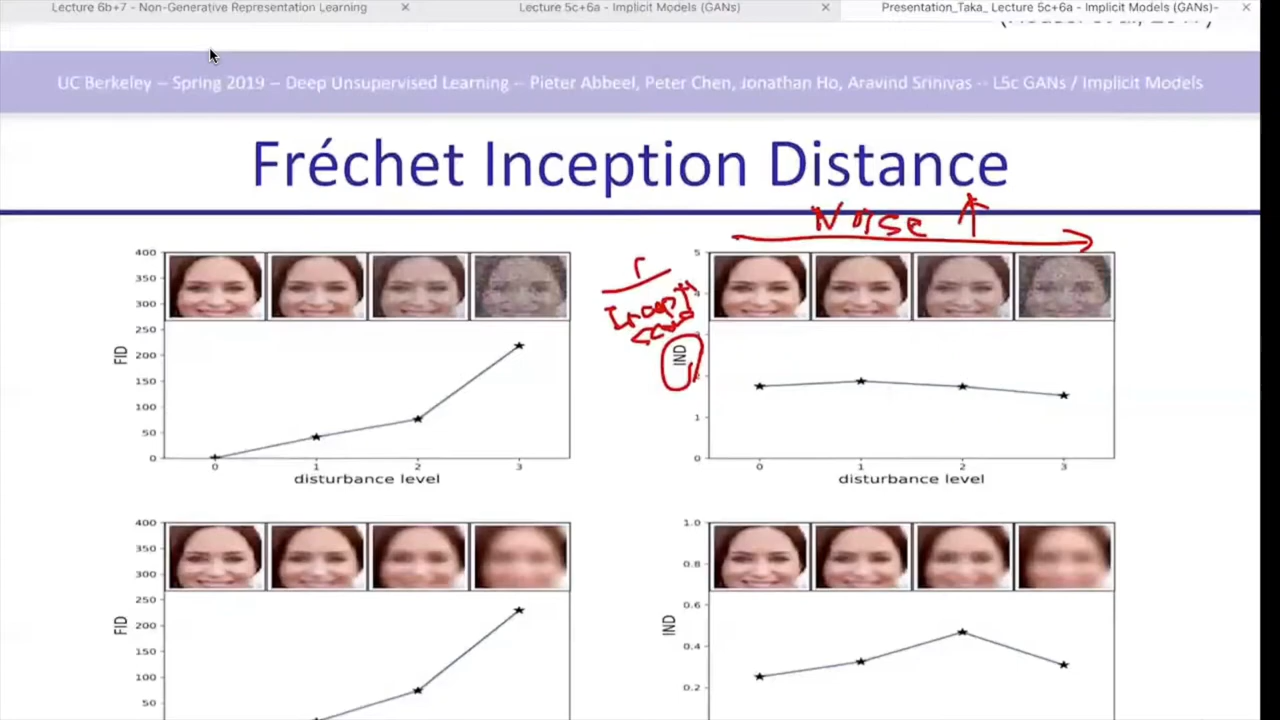 Lecture 6b+7 - Non-Generative Representation Learning
Lecture 5c+6a - Implicit Models (GANs)
Presentation_Taka_ Lecture 5c+6a - Implicit Models (GANs)-
UC Berkeley -- Spring 2019 -- Deep Unsupervised Learning -- Pieter Abbeel, Peter Chen, Jonathan Ho, Aravind Srinivas -- L5c GANs / Implicit Models
Fréchet Inception Distance
Noise ↑
400
350
300
250
200
150
100
50
0
FID
0 1 2 3
disturbance level
5
1
0
IND
0 1 2 3
disturbance level
400
350
300
250
200
150
100
50
FID
1.0
0.8
0.6
0.4
0.2
IND